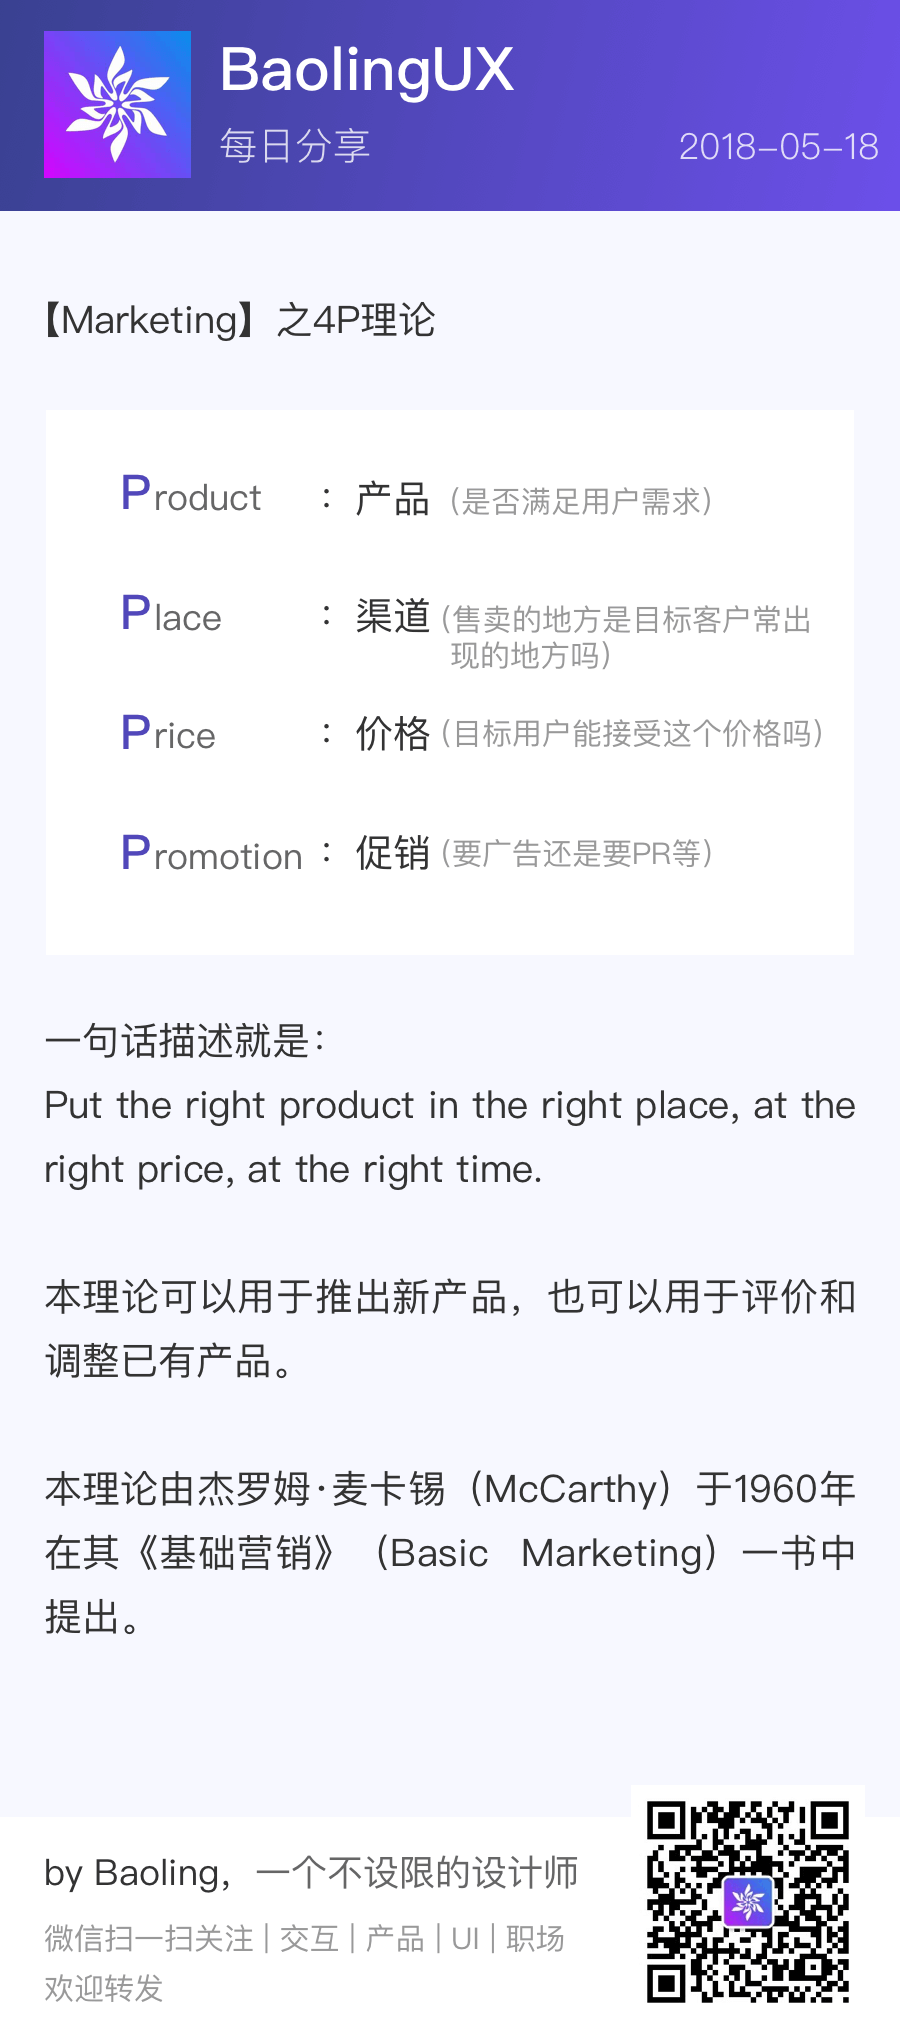 BaolingUX
每日分享
2018-05-18
【Marketing】之4P理论
Product : 产品 （是否满足用户需求）
Place : 渠道（售卖的地方是目标客户常出
现的地方吗）
Price : 价格（目标用户能接受这个价格吗）
Promotion : 促销（要广告还是要PR等）
一句话描述就是：
Put the right product in the right place, at the
right price, at the right time.
本理论可以用于推出新产品，也可以用于评价和
调整已有产品。
本理论由杰罗姆·麦卡锡（McCarthy）于1960年
在其《基础营销》（Basic Marketing）一书中
提出。
by Baoling，一个不设限的设计师
微信扫一扫关注 | 交互 | 产品 | UI | 职场
欢迎转发